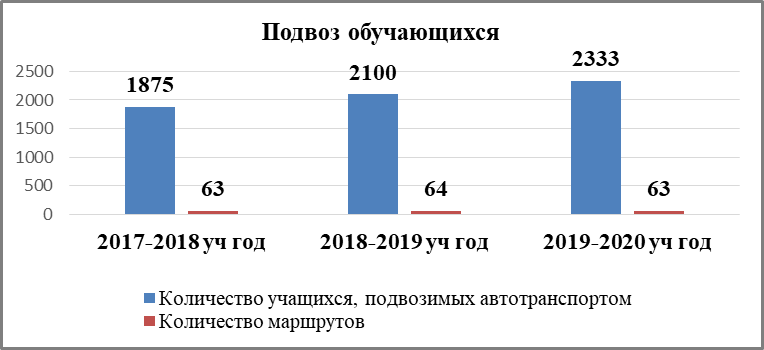 Подвоз обучающихся
2500
2000
1500
1000
500
0
1875
63
2100
64
2333
63
2017-2018 уч год
2018-2019 уч год
2019-2020 уч год
Количество учащихся, подвозимых автотранспортом
Количество маршрутов